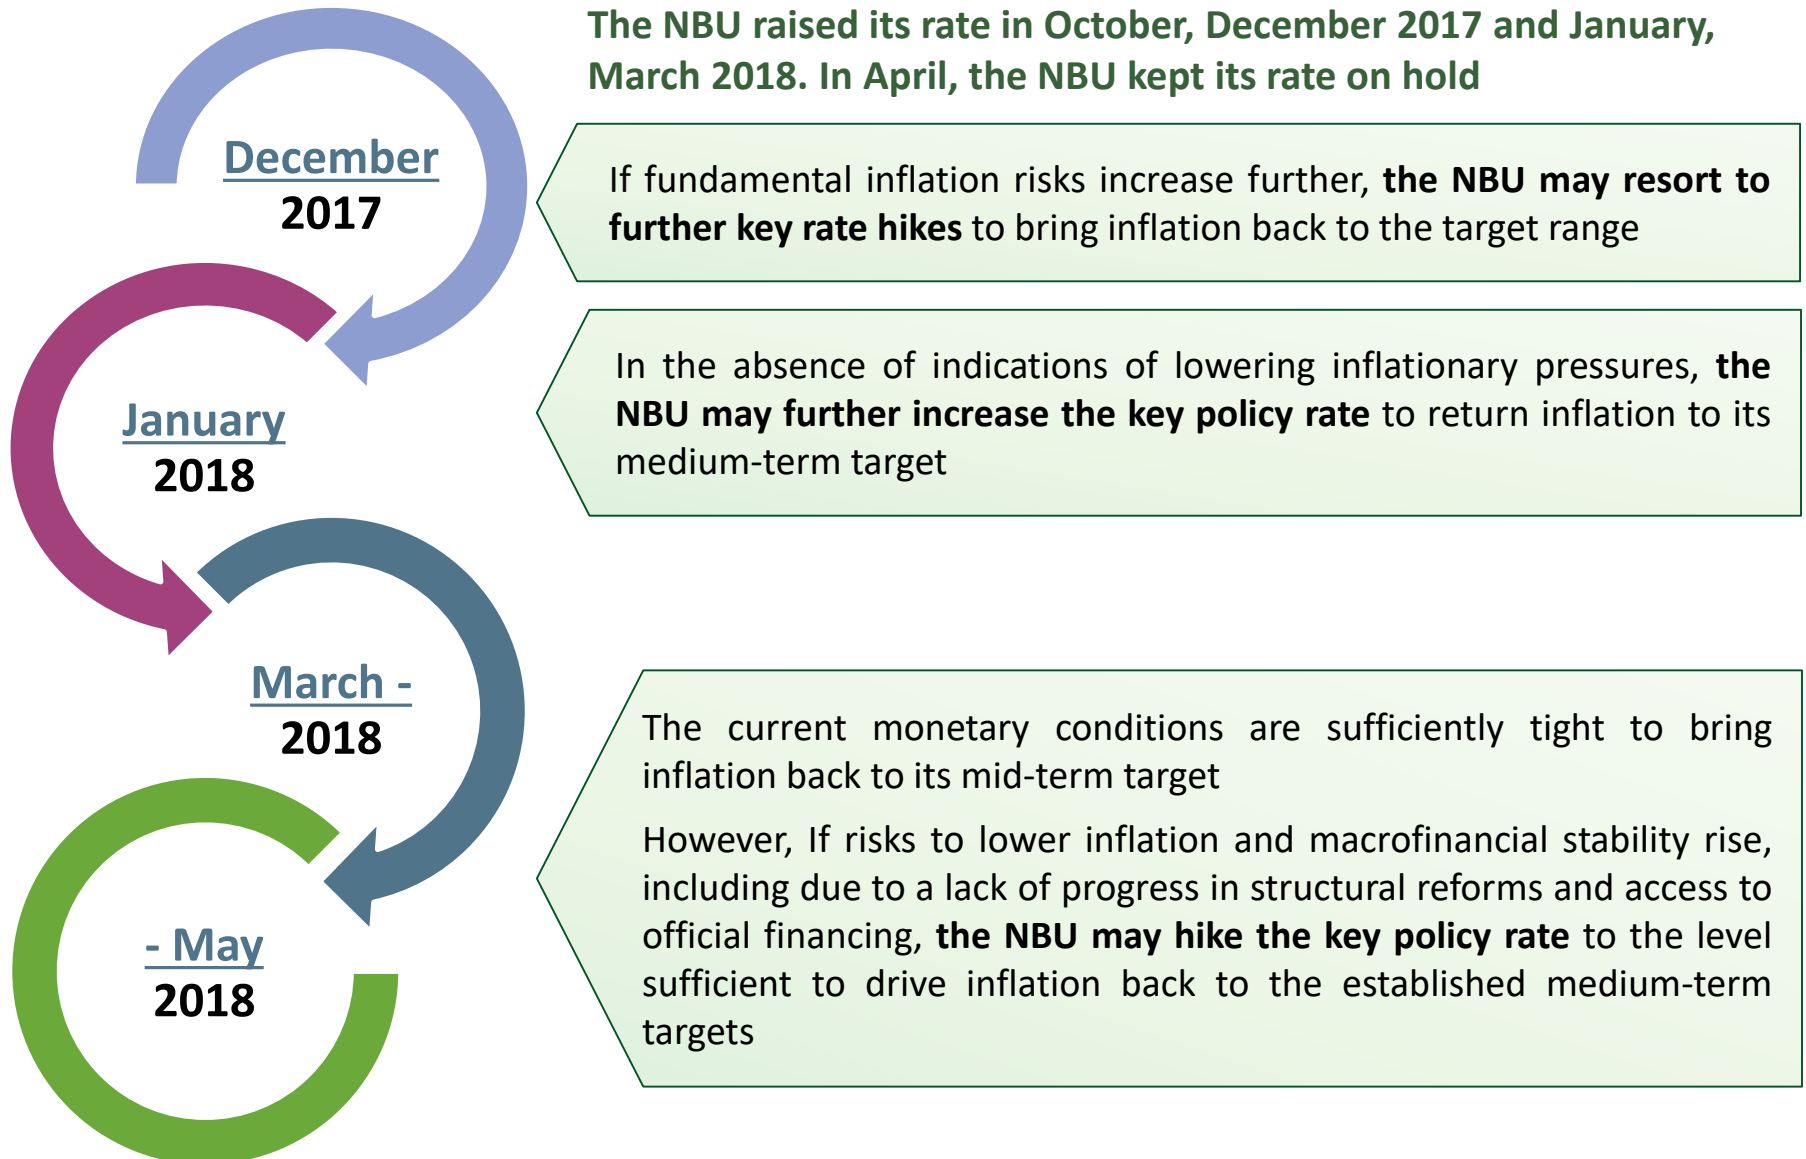 The NBU raised its rate in October, December 2017 and January,
March 2018. In April, the NBU kept its rate on hold
December
2017
If fundamental inflation risks increase further, the NBU may resort to
further key rate hikes to bring inflation back to the target range
January
2018
In the absence of indications of lowering inflationary pressures, the
NBU may further increase the key policy rate to return inflation to its
medium-term target
March -
2018
The current monetary conditions are sufficiently tight to bring
inflation back to its mid-term target
However, If risks to lower inflation and macrofinancial stability rise,
including due to a lack of progress in structural reforms and access to
official financing, the NBU may hike the key policy rate to the level
sufficient to drive inflation back to the established medium-term
targets
- May
2018